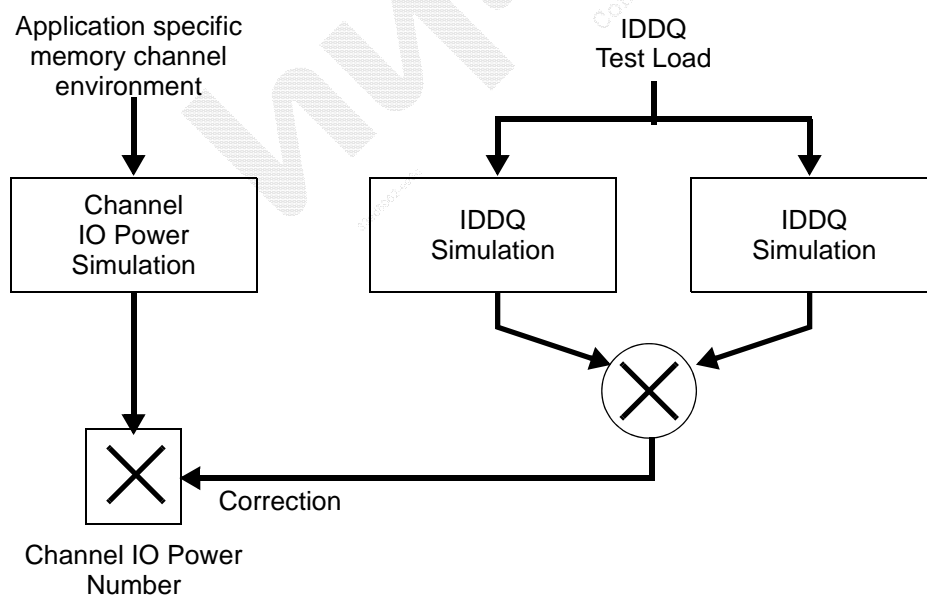 Application specific
memory channel
environment
IDDQ
Test Load
Channel
IO Power
Simulation
IDDQ
Simulation
IDDQ
Simulation
Correction
Channel IO Power
Number